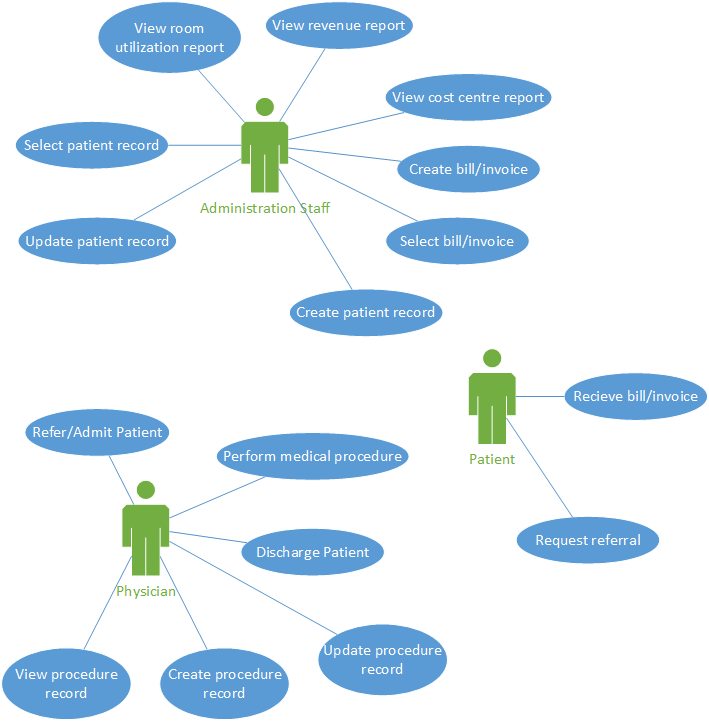 View room
utilization report
View revenue report
View cost centre report
Select patient record
Create bill/invoice
Administration Staff
Update patient record
Select bill/invoice
Create patient record
Recieve bill/invoice
Refer/Admit Patient
Perform medical procedure
Patient
Request referral
Discharge Patient
Physician
Update procedure
record
View procedure
record
Create procedure
record